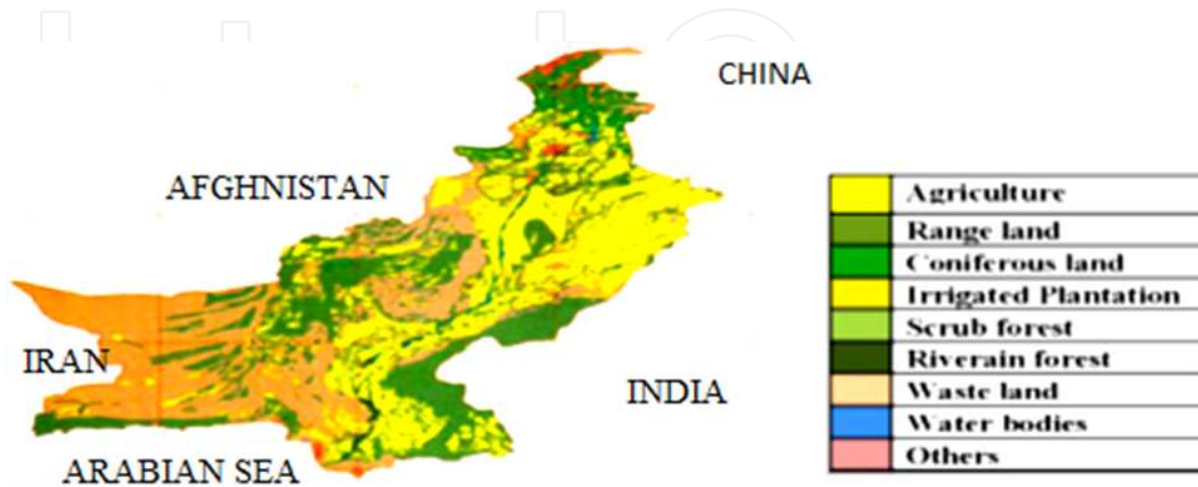 CHINA
AFGHNISTAN
IRAN
INDIA
ARABIAN SEA
Agriculture
Range land
Coniferous land
Irrigated Plantation
Scrub forest
Riverain forest
Waste land
Water bodies
Others